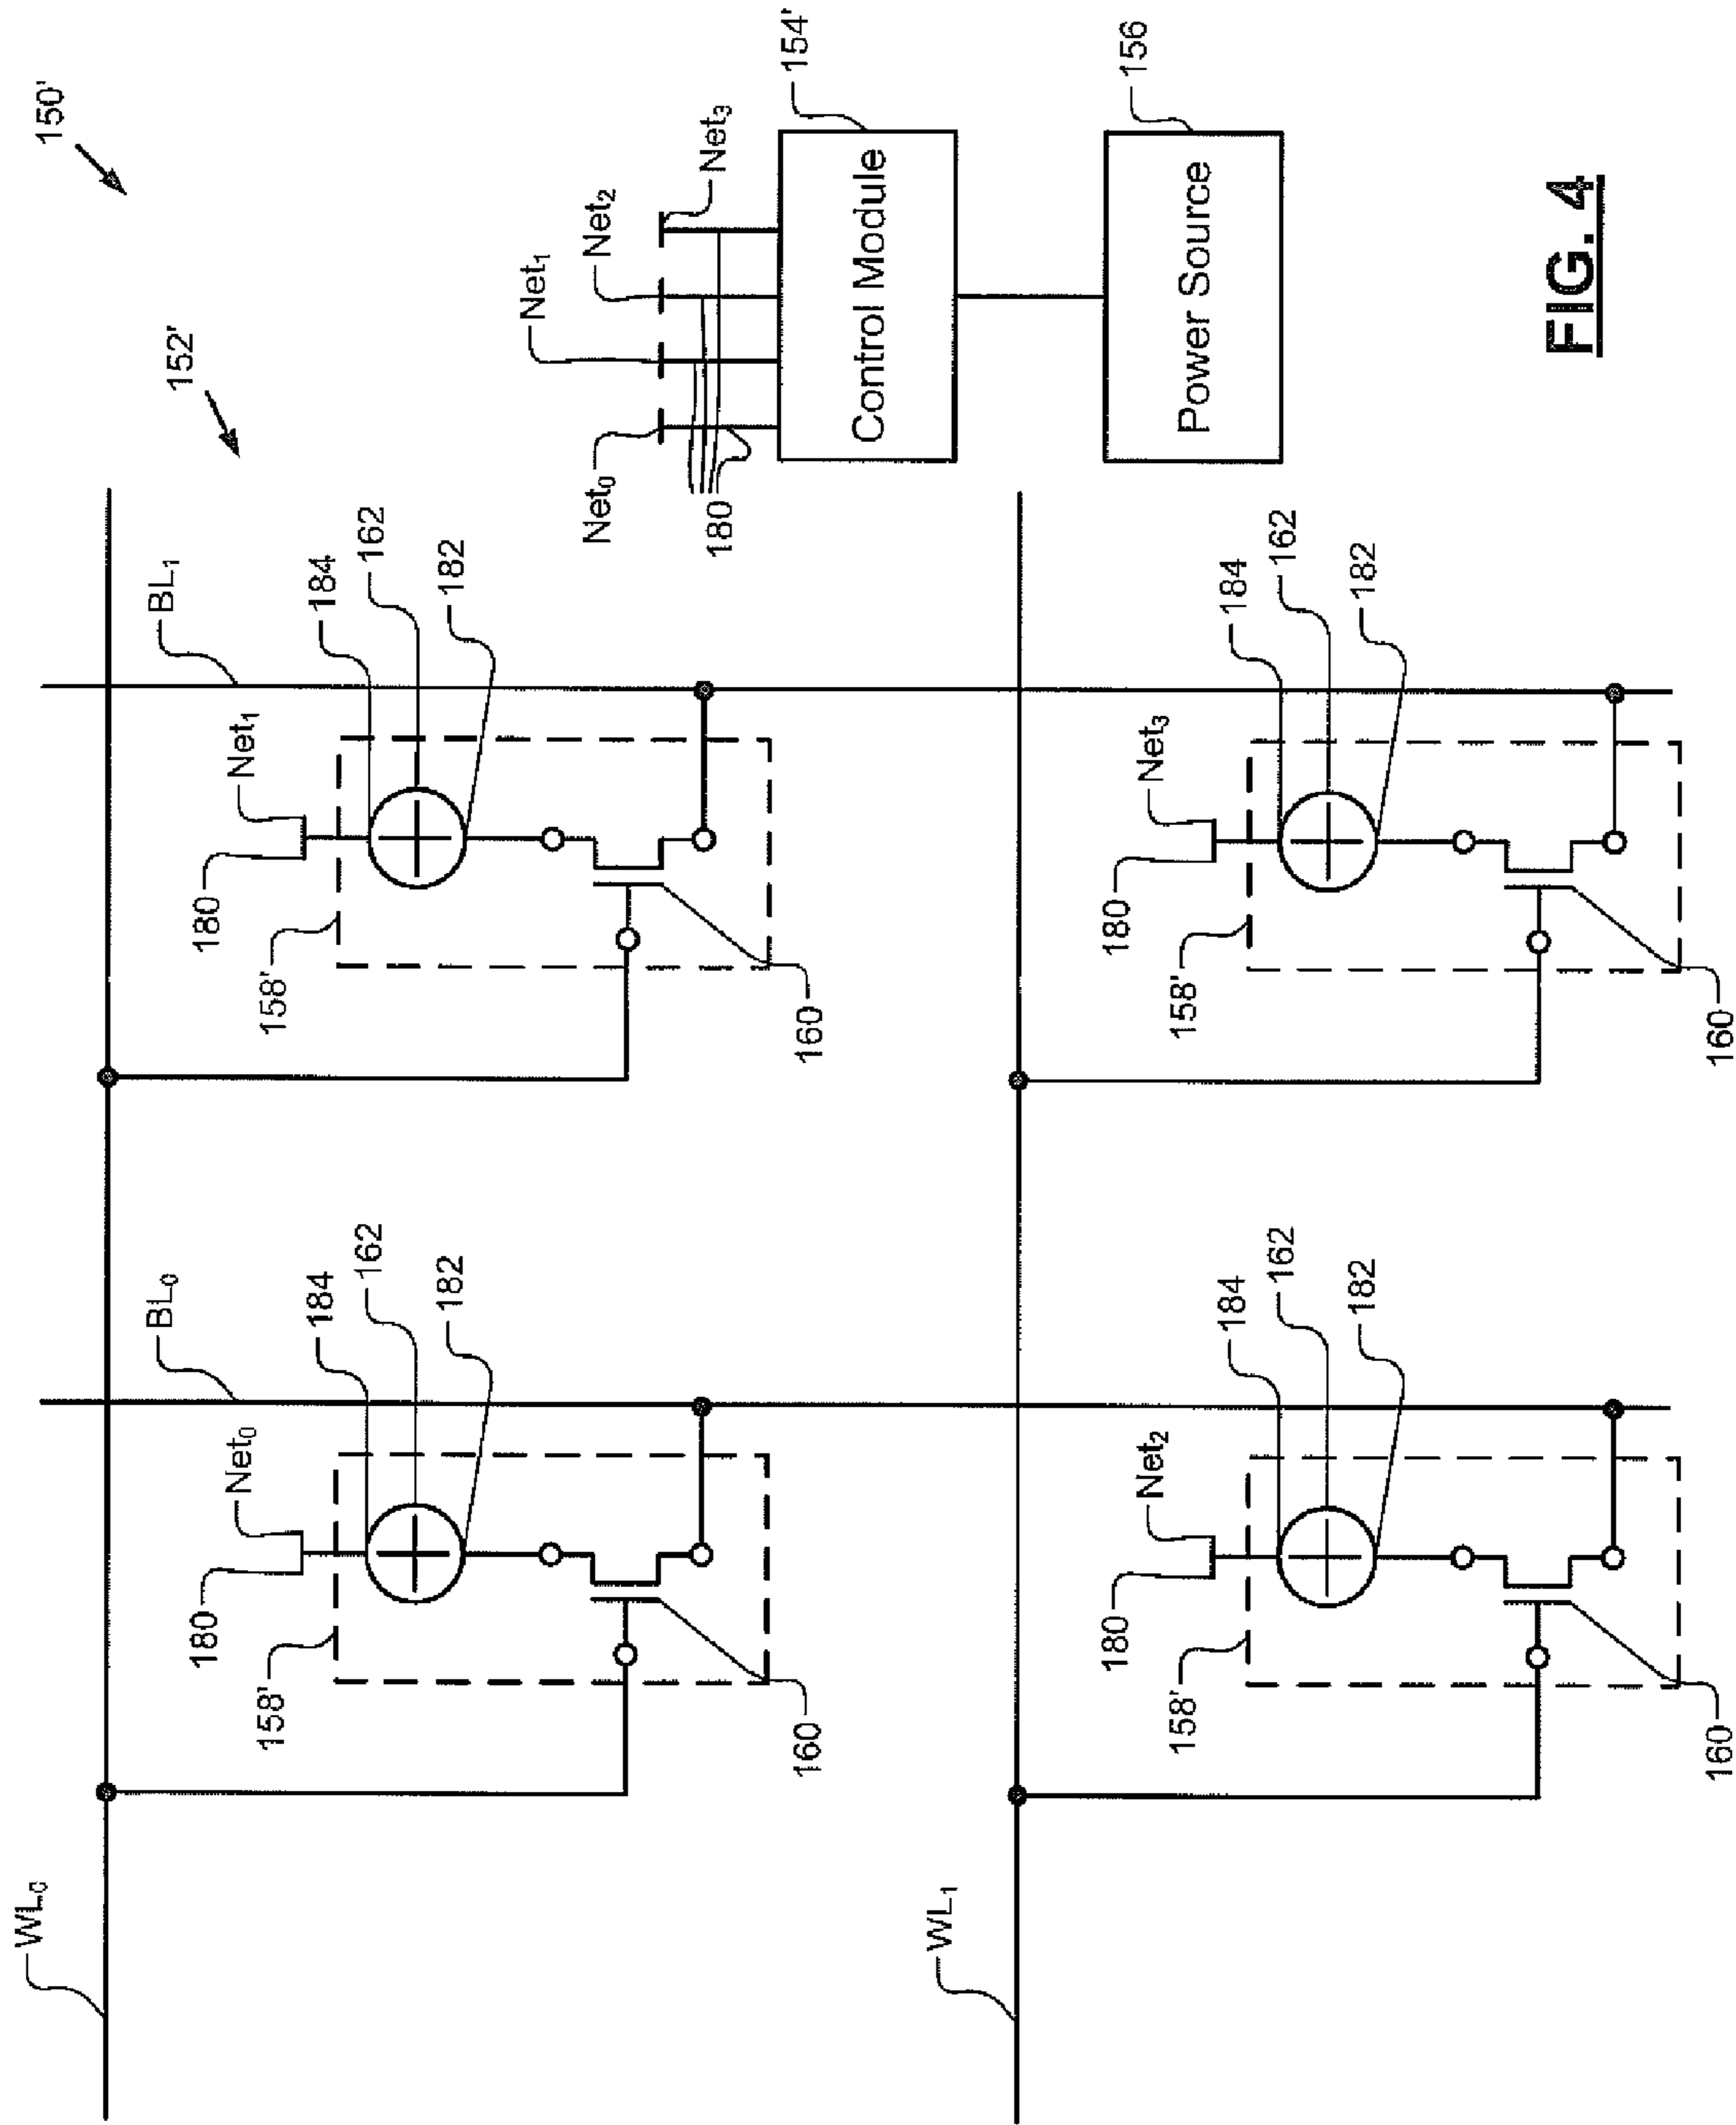 WL₀
150'
BL₀
BL₁
152'
180
Net₀
180
Net₁
158'
184
158'
184
162
162
182
182
Net₁
Net₀
Net₂
Net₃
180
160
160
154'
Control Module
WL₁
180
Net₂
180
Net₃
156
Power Source
158'
184
158'
184
162
162
182
182
FIG. 4
160
160